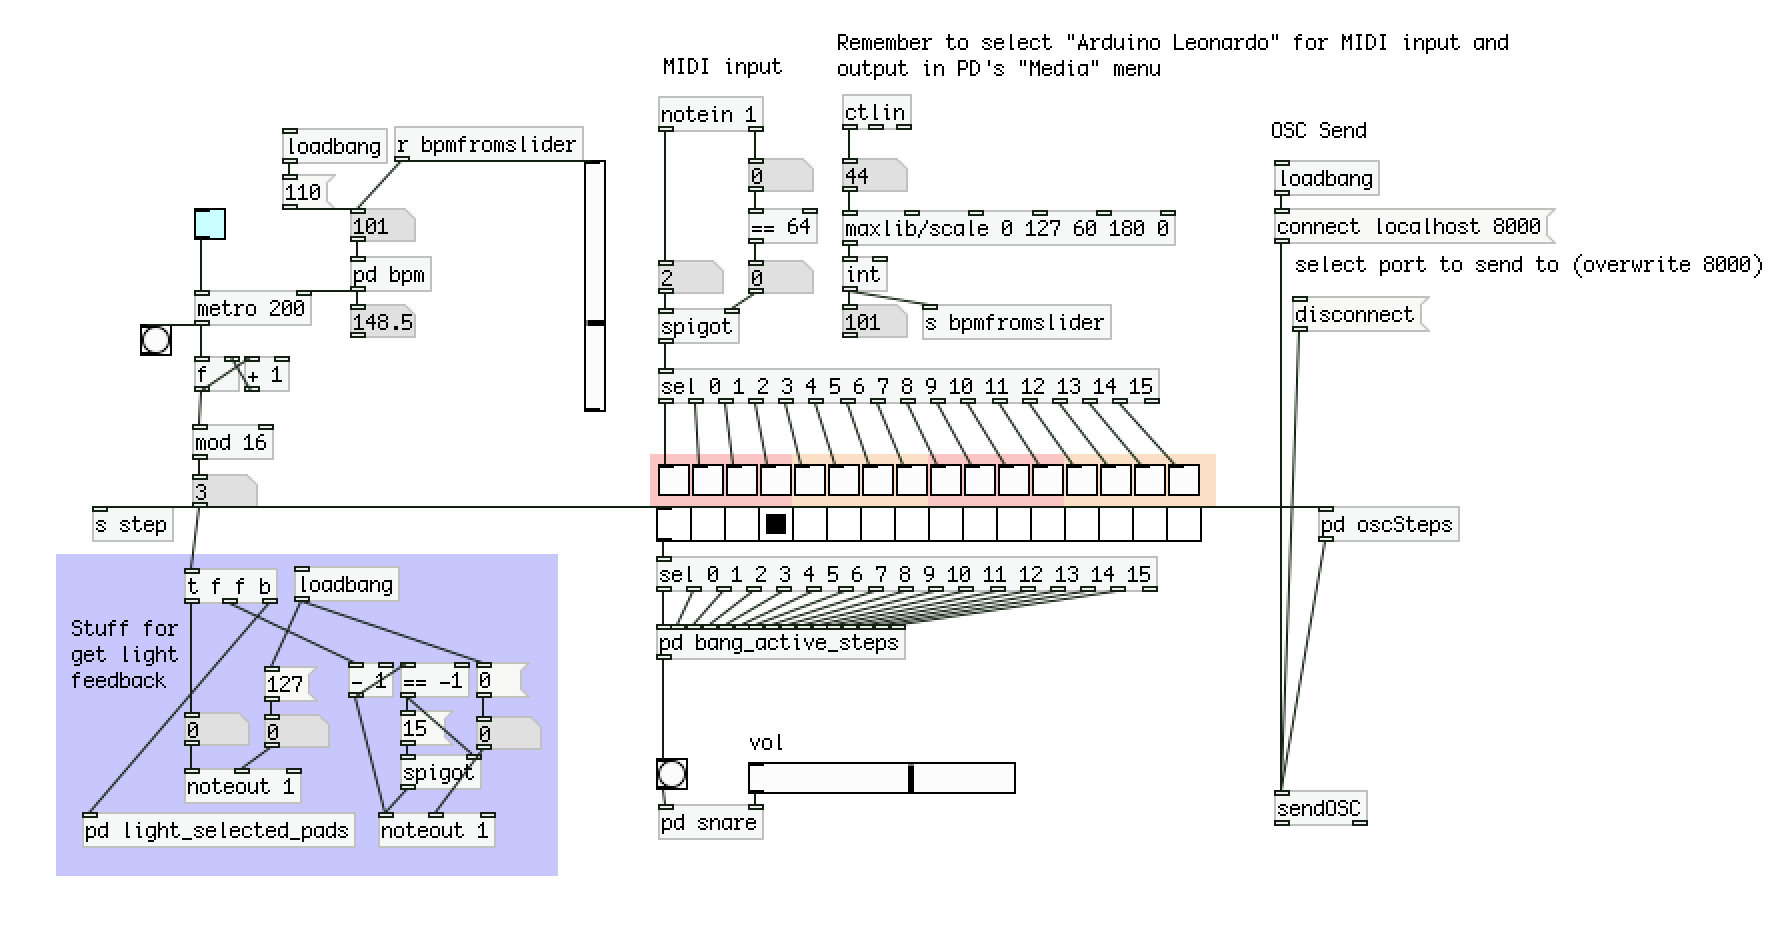 Remember to select "Arduino Leonardo" for MIDI input and
output in PD's "Media" menu
MIDI input
notein 1
ctlin
OSC Send
loadbang
r bpmfromslider
110
101
pd bpm
148.5
metro 200
f
+ 1
mod 16
3
s step
0
44
== 64
maxlib/scale 0 127 60 180 0
2
0
int
spigot
101
s bpmfromslider
sel 0 1 2 3 4 5 6 7 8 9 10 11 12 13 14 15
loadbang
connect localhost 8000
select port to send to (overwrite 8000)
disconnect
pd oscSteps
sel 0 1 2 3 4 5 6 7 8 9 10 11 12 13 14 15
pd bang_active_steps
t f f b
loadbang
Stuff for
get light
feedback
127
- 1
== -1
0
0
0
15
0
noteout 1
spigot
pd light_selected_pads
noteout 1
vol
pd snare
sendOSC